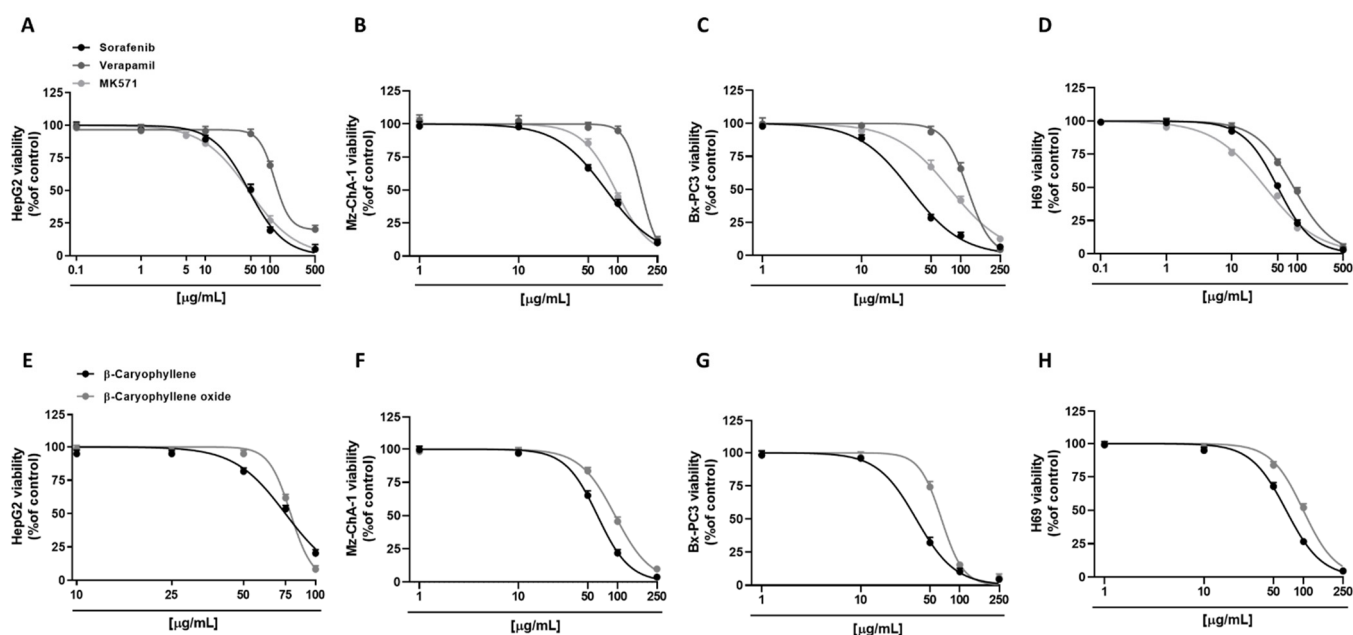 A
B
C
D
Sorafenib
Verapamil
MK571
HepG2 viability
(%of control)
125
100
75
50
25
0
0.1
1
5
10
50
100
500
[μg/mL]
Mz-ChA-1 viability
(%of control)
125
100
75
50
25
0
1
10
50
100
250
[μg/mL]
Bx-PC3 viability
(%of control)
125
100
75
50
25
0
1
10
50
100
250
[μg/mL]
H69 viability
(%of control)
125
100
75
50
25
0
0.1
1
10
50
100
500
[μg/mL]
E
F
G
H
β-Caryophyllene
β-Caryophyllene oxide
HepG2 viability
(%of control)
125
100
75
50
25
0
10
25
50
75
100
[μg/mL]
Mz-ChA-1 viability
(%of control)
125
100
75
50
25
0
1
10
50
100
250
[μg/mL]
Bx-PC3 viability
(%of control)
125
100
75
50
25
0
1
10
50
100
250
[μg/mL]
H69 viability
(%of control)
125
100
75
50
25
0
1
10
50
100
250
[μg/mL]